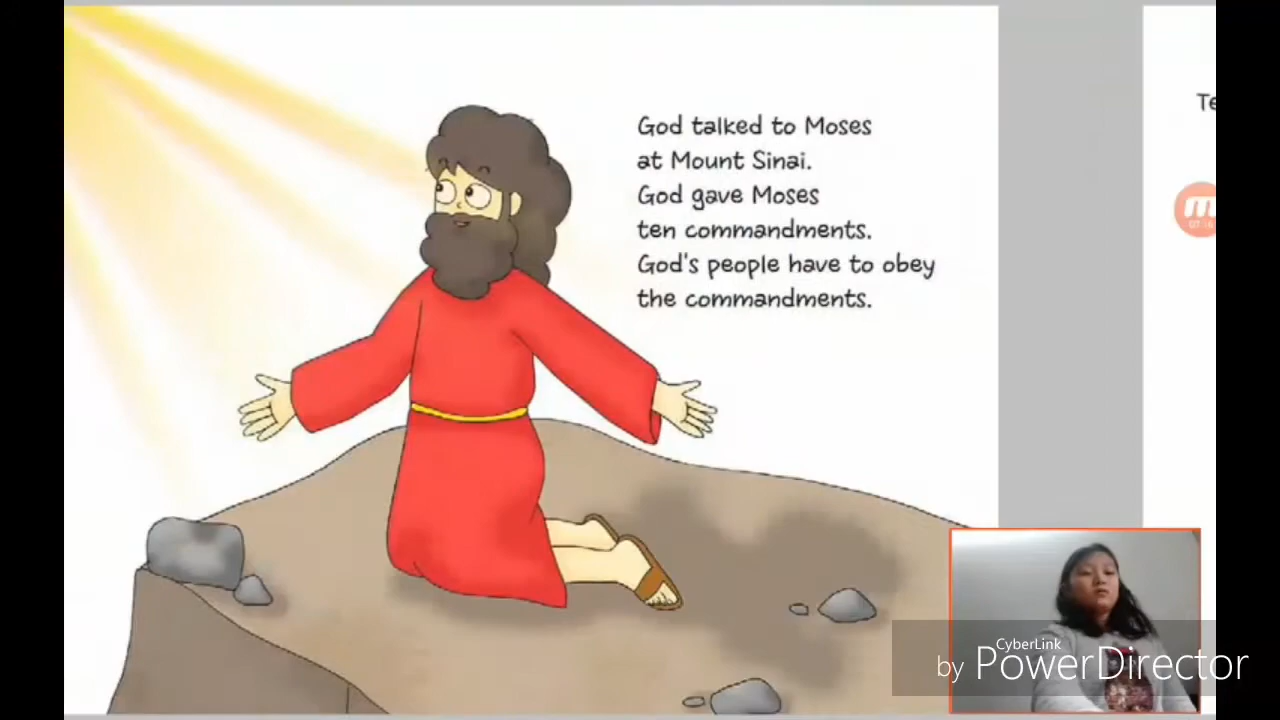 God talked to Moses
at Mount Sinai.
God gave Moses
ten commandments.
God's people have to obey
the commandments.
Te
CyberLink
by PowerDirector